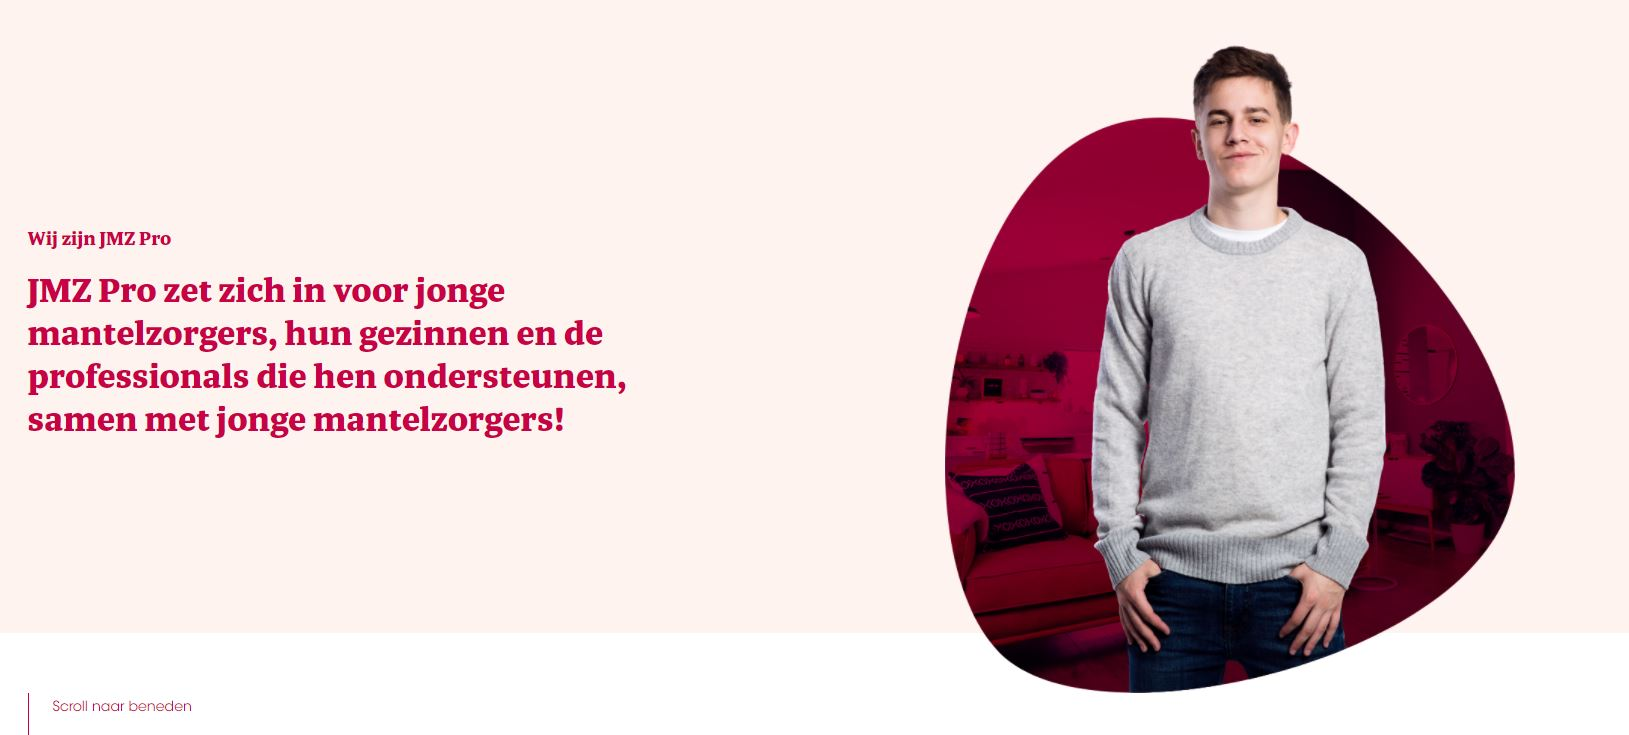 Wij zijn JMZ Pro
JMZ Pro zet zich in voor jonge
mantelzorgers, hun gezinnen en de
professionals die hen ondersteunen,
samen met jonge mantelzorgers!
Scroll naar beneden